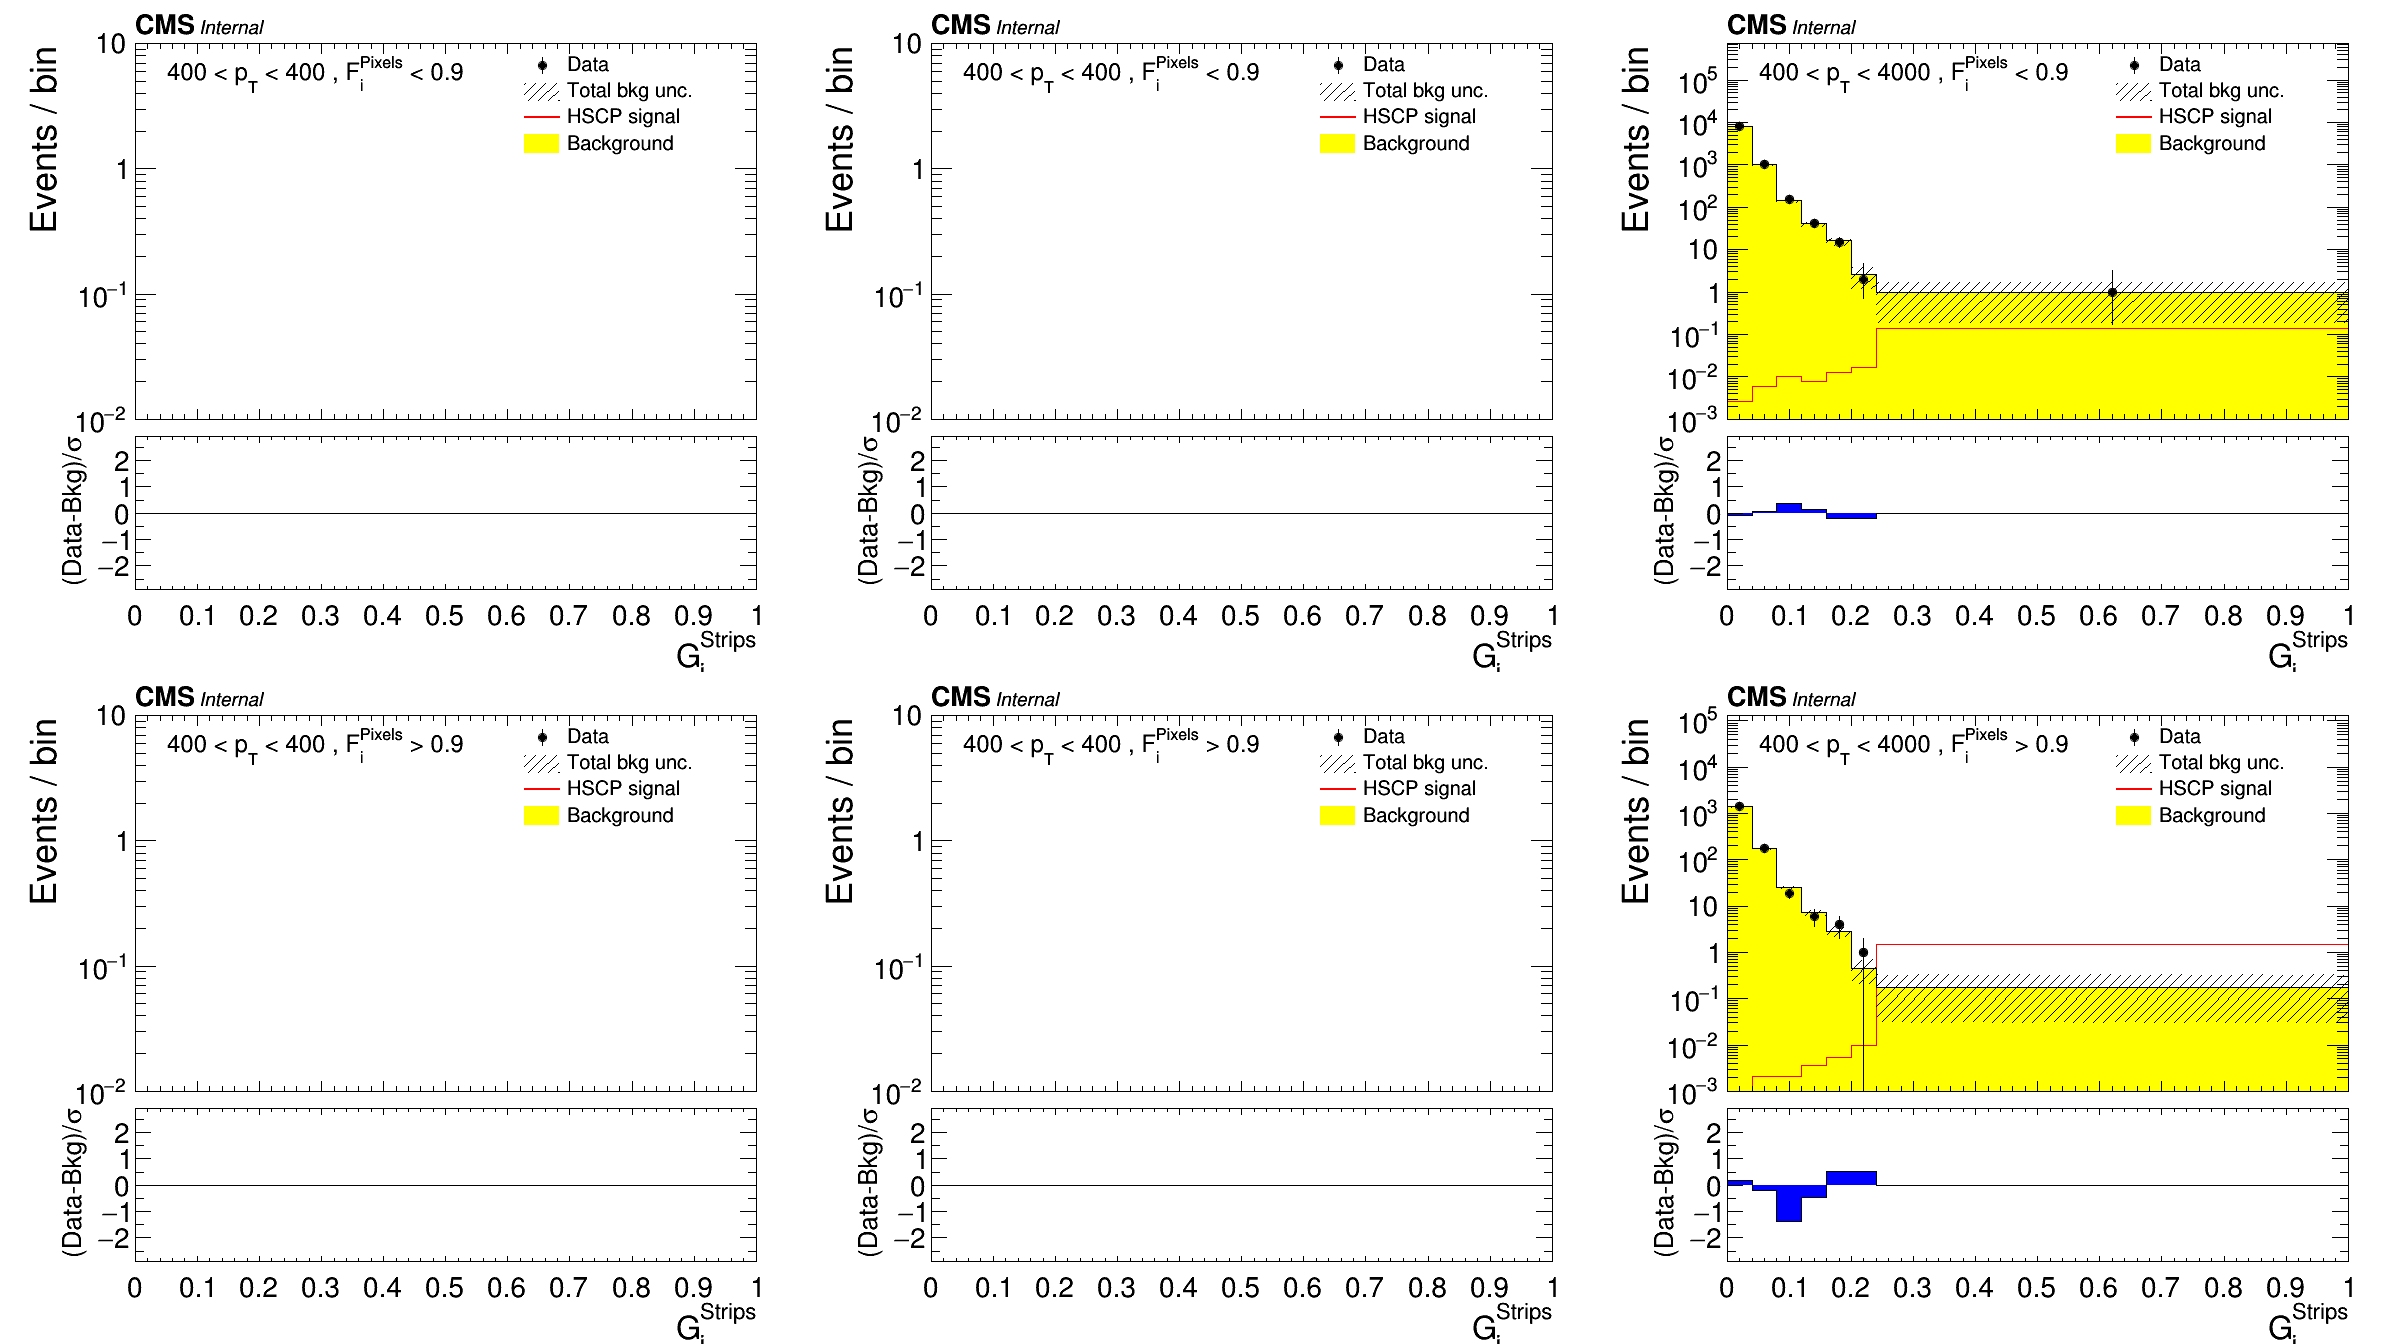 CMS Internal
Events / bin
400 < p_T < 400 , F_i^Pixels < 0.9
Data
Total bkg unc.
HSCP signal
Background
10
1
10^−1
10^−2
(Data-Bkg)/σ
2
1
0
−1
−2
0 0.1 0.2 0.3 0.4 0.5 0.6 0.7 0.8 0.9 1
G_i^Strips
CMS Internal
Events / bin
400 < p_T < 400 , F_i^Pixels < 0.9
Data
Total bkg unc.
HSCP signal
Background
10
1
10^−1
10^−2
(Data-Bkg)/σ
2
1
0
−1
−2
0 0.1 0.2 0.3 0.4 0.5 0.6 0.7 0.8 0.9 1
G_i^Strips
CMS Internal
Events / bin
400 < p_T < 4000 , F_i^Pixels < 0.9
Data
Total bkg unc.
HSCP signal
Background
10^5
10^4
10^3
10^2
10
1
10^−1
10^−2
10^−3
(Data-Bkg)/σ
2
1
0
−1
−2
0 0.1 0.2 0.3 0.4 0.5 0.6 0.7 0.8 0.9 1
G_i^Strips
CMS Internal
Events / bin
400 < p_T < 400 , F_i^Pixels > 0.9
Data
Total bkg unc.
HSCP signal
Background
10
1
10^−1
10^−2
(Data-Bkg)/σ
2
1
0
−1
−2
0 0.1 0.2 0.3 0.4 0.5 0.6 0.7 0.8 0.9 1
G_i^Strips
CMS Internal
Events / bin
400 < p_T < 400 , F_i^Pixels > 0.9
Data
Total bkg unc.
HSCP signal
Background
10
1
10^−1
10^−2
(Data-Bkg)/σ
2
1
0
−1
−2
0 0.1 0.2 0.3 0.4 0.5 0.6 0.7 0.8 0.9 1
G_i^Strips
CMS Internal
Events / bin
400 < p_T < 4000 , F_i^Pixels > 0.9
Data
Total bkg unc.
HSCP signal
Background
10^5
10^4
10^3
10^2
10
1
10^−1
10^−2
10^−3
(Data-Bkg)/σ
2
1
0
−1
−2
0 0.1 0.2 0.3 0.4 0.5 0.6 0.7 0.8 0.9 1
G_i^Strips